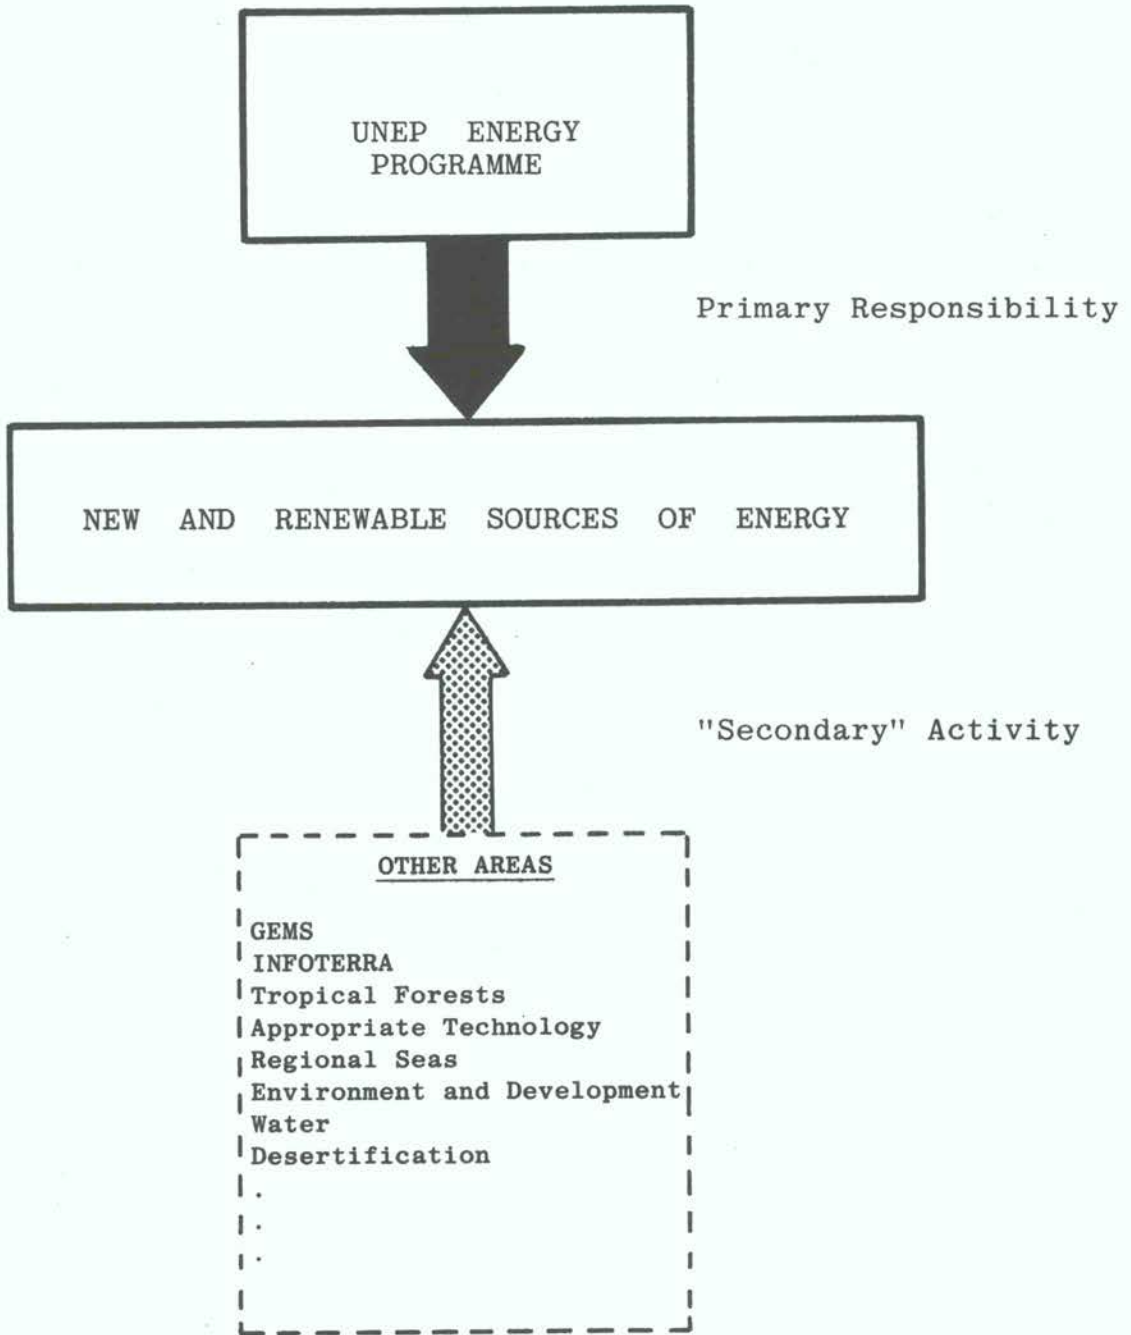 UNEP ENERGY
PROGRAMME
Primary Responsibility
NEW AND RENEWABLE SOURCES OF ENERGY
"Secondary" Activity
OTHER AREAS
GEMS
INFOTERRA
Tropical Forests
Appropriate Technology
Regional Seas
Environment and Development
Water
Desertification
.
.
.